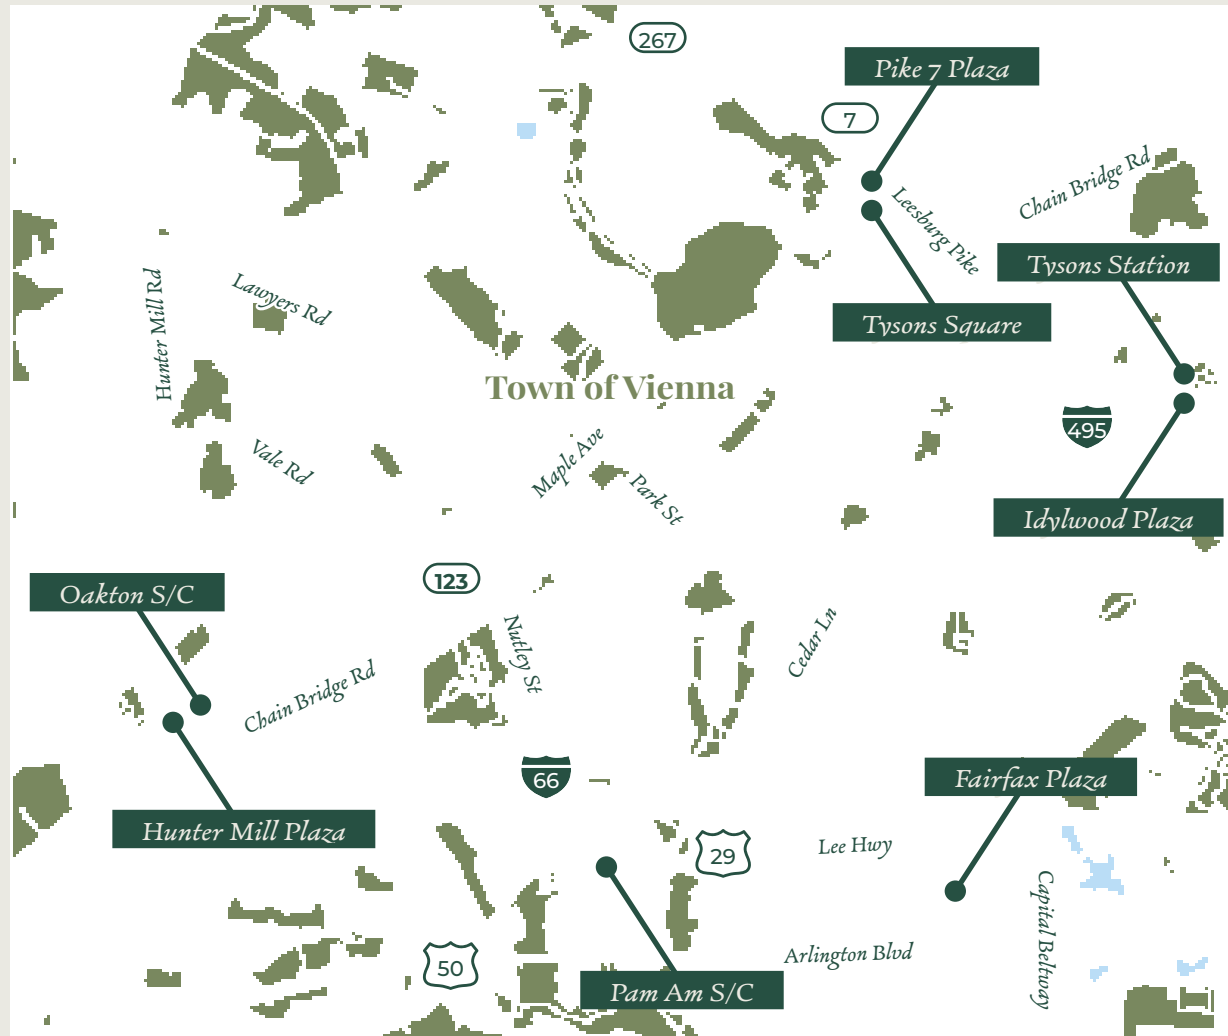 267
Pike 7 Plaza
7
Chain Bridge Rd
Leesburg Pike
Tysons Station
Hunter Mill Rd
Lawyers Rd
Tysons Square
Town of Vienna
495
Maple Ave
Vale Rd
Park St
Idylwood Plaza
123
Oakton S/C
Nutley St
Cedar Ln
Chain Bridge Rd
66
Fairfax Plaza
Hunter Mill Plaza
29
Lee Hwy
Capital Beltway
50
Arlington Blvd
Pam Am S/C